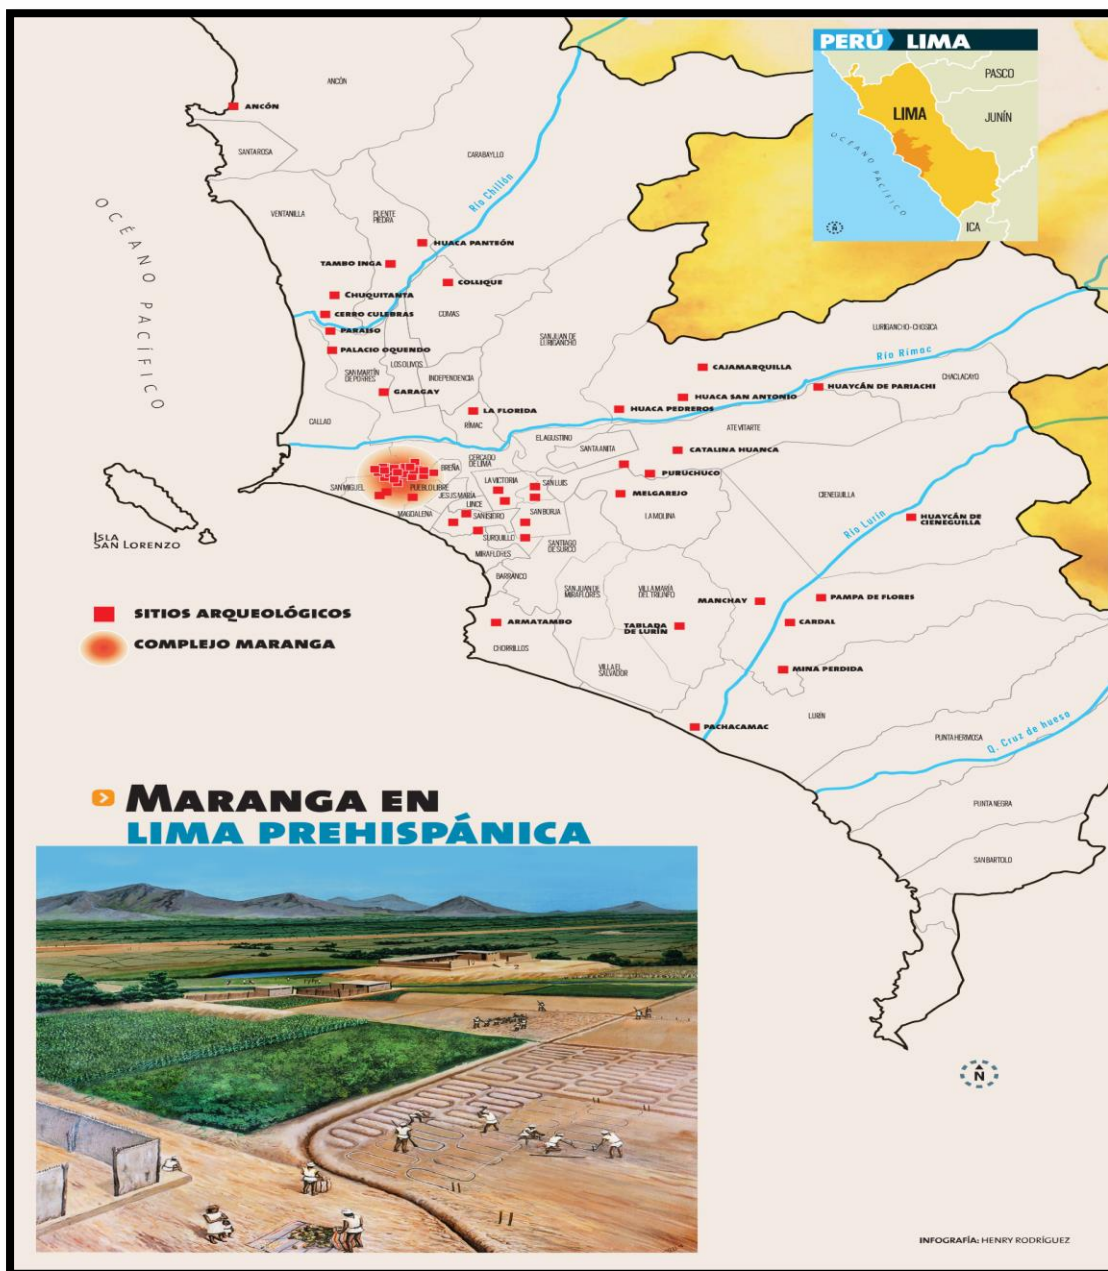 PERÚ LIMA
PASCO
LIMA
JUNÍN
OCÉANO PACÍFICO
ICA
N
ANCÓN
ANCÓN
SANTA ROSA
CARABAYLLO
Río Chillón
OCÉANO PACÍFICO
VENTANILLA
PUENTE
PIEDRA
HUACA PANTEÓN
TAMBO INGA
COLLIQUE
CHUQUITANTA
CERRO CULEBRAS
COMAS
PARAISO
PALACIO OQUENDO
SAN JUAN DE
LURIGANCHO
LURIGANCHO-CHOSICA
Río Rimac
LOS OLIVOS
SAN MARTÍN
DE PORRES
INDEPENDENCIA
CAJAMARQUILLA
CHACLACAYO
GARAGAY
HUAYCÁN DE PARIACHI
HUACA SAN ANTONIO
LA FLORIDA
HUACA PEDREROS
CALLAO
RÍMAC
ATE VITARTE
EL AGUSTINO
SANTA ANITA
CATALINA HUANCA
CERCADO
DE LIMA
BREÑA
PURUCHUCO
SAN MIGUEL
PUEBLO LIBRE
LA VICTORIA
SAN LUIS
JESUS MARÍA
MELGAREJO
CIENEGUILLA
LINCE
MAGDALENA
SAN ISIDRO
SAN BORJA
LA MOLINA
HUAYCÁN DE
CIENEGUILLA
Río Lurín
ISLA
SAN LORENZO
SURQUILLO
SANTIAGO
DE SURCO
MIRAFLORES
BARRANCO
SAN JUAN DE
MIRAFLORES
VILLA MARÍA
DEL TRIUNFO
MANCHAY
PAMPA DE FLORES
SITIOS ARQUEOLÓGICOS
ARMATAMBO
TABLADA
DE LURÍN
CARDAL
COMPLEJO MARANGA
CHORRILLOS
VILLA EL
SALVADOR
MINA PERDIDA
LURÍN
PACHACAMAC
Q. Cruz de hueso
PUNTA HERMOSA
PUNTA NEGRA
SAN BARTOLO
MARANGA EN
LIMA PREHISPÁNICA
N
INFOGRAFÍA: HENRY RODRÍGUEZ